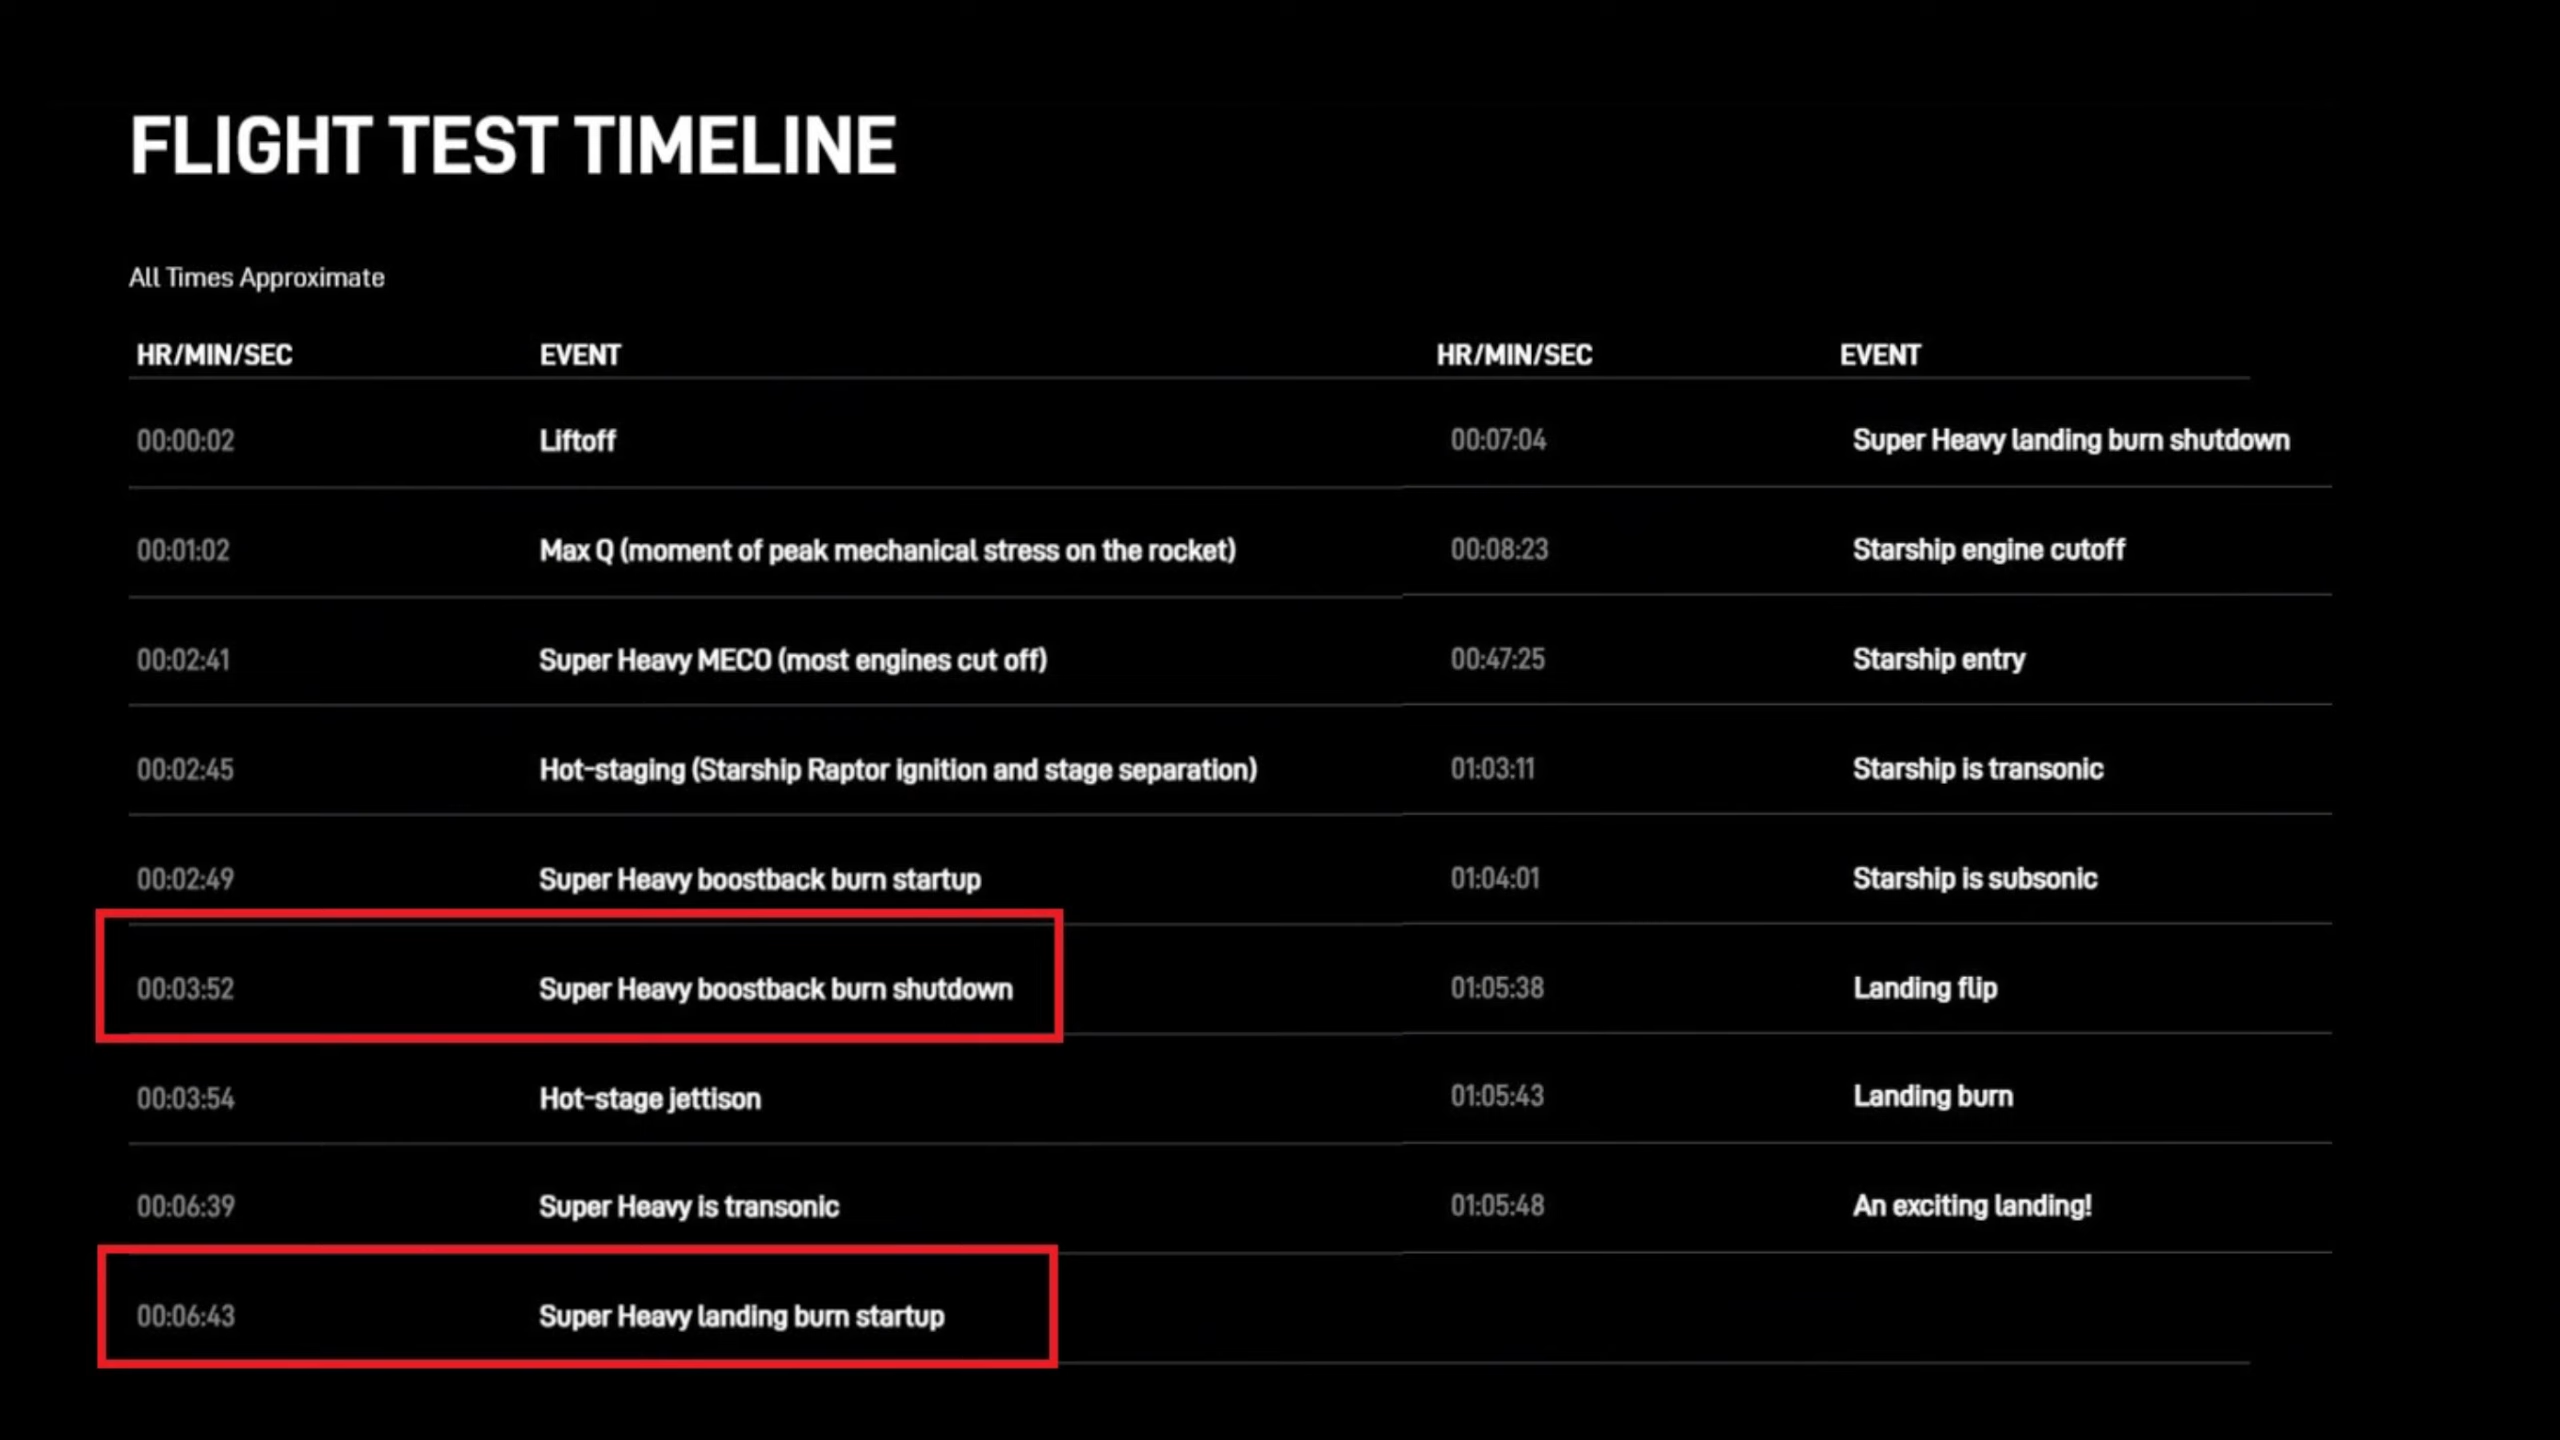 FLIGHT TEST TIMELINE
All Times Approximate
HR/MIN/SEC EVENT
00:00:02 Liftoff
00:01:02 Max Q (moment of peak mechanical stress on the rocket)
00:02:41 Super Heavy MECO (most engines cut off)
00:02:45 Hot-staging (Starship Raptor ignition and stage separation)
00:02:49 Super Heavy boostback burn startup
00:03:52 Super Heavy boostback burn shutdown
00:03:54 Hot-stage jettison
00:06:39 Super Heavy is transonic
00:06:43 Super Heavy landing burn startup
HR/MIN/SEC EVENT
00:07:04 Super Heavy landing burn shutdown
00:08:23 Starship engine cutoff
00:47:25 Starship entry
01:03:11 Starship is transonic
01:04:01 Starship is subsonic
01:05:38 Landing flip
01:05:43 Landing burn
01:05:48 An exciting landing!